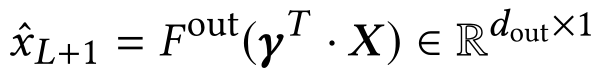 x̂_{L+1} = F^{out}(γ^T · X) ∈ ℝ^{d_{out}×1}